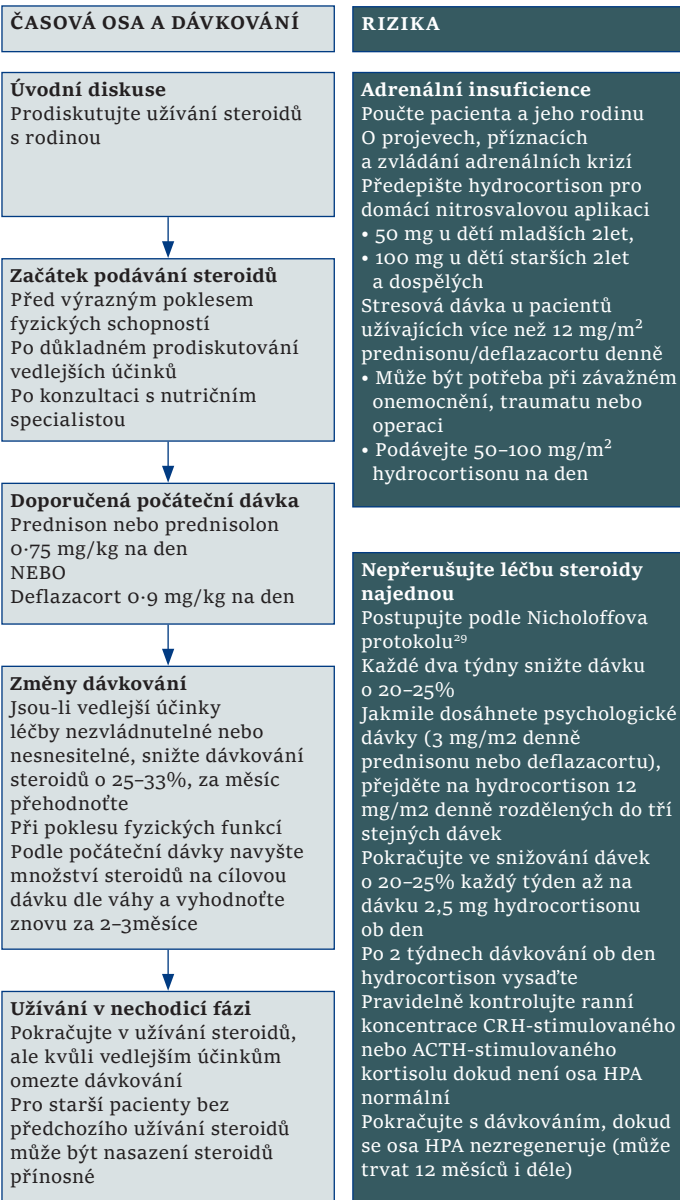 ČASOVÁ OSA A DÁVKOVÁNÍ
Úvodní diskuse
Prodiskutujte užívání steroidů
s rodinou
Začátek podávání steroidů
Před výrazným poklesem
fyzických schopností
Po důkladném prodiskutování
vedlejších účinků
Po konzultaci s nutričním
specialistou
Doporučená počáteční dávka
Prednison nebo prednisolon
0·75 mg/kg na den
NEBO
Deflazacort 0·9 mg/kg na den
Změny dávkování
Jsou-li vedlejší účinky
léčby nezvládnutelné nebo
nesnesitelné, snižte dávkování
steroidů o 25–33%, za měsíc
přehodnoťte
Při poklesu fyzických funkcí
Podle počáteční dávky navyšte
množství steroidů na cílovou
dávku dle váhy a vyhodnoťte
znovu za 2–3měsíce
Užívání v nechodicí fázi
Pokračujte v užívání steroidů,
ale kvůli vedlejším účinkům
omezte dávkování
Pro starší pacienty bez
předchozího užívání steroidů
může být nasazení steroidů
přínosné
RIZIKA
Adrenální insuficience
Poučte pacienta a jeho rodinu
O projevech, příznacích
a zvládání adrenálních krizí
Předepište hydrocortison pro
domácí nitrosvalovou aplikaci
• 50 mg u dětí mladších 2let,
• 100 mg u dětí starších 2let
a dospělých
Stresová dávka u pacientů
užívajících více než 12 mg/m²
prednisonu/deflazacortu denně
• Může být potřeba při závažném
onemocnění, traumatu nebo
operaci
• Podávejte 50–100 mg/m²
hydrocortisonu na den
Nepřerušujte léčbu steroidy
najednou
Postupujte podle Nicholoffova
protokolu²⁹
Každé dva týdny snižte dávku
o 20–25%
Jakmile dosáhnete psychologické
dávky (3 mg/m2 denně
prednisonu nebo deflazacortu),
přejděte na hydrocortison 12
mg/m2 denně rozdělených do tří
stejných dávek
Pokračujte ve snižování dávek
o 20–25% každý týden až na
dávku 2,5 mg hydrocortisonu
ob den
Po 2 týdnech dávkování ob den
hydrocortison vysaďte
Pravidelně kontrolujte ranní
koncentrace CRH-stimulovaného
nebo ACTH-stimulovaného
kortisolu dokud není osa HPA
normální
Pokračujte s dávkováním, dokud
se osa HPA nezregeneruje (může
trvat 12 měsíců i déle)